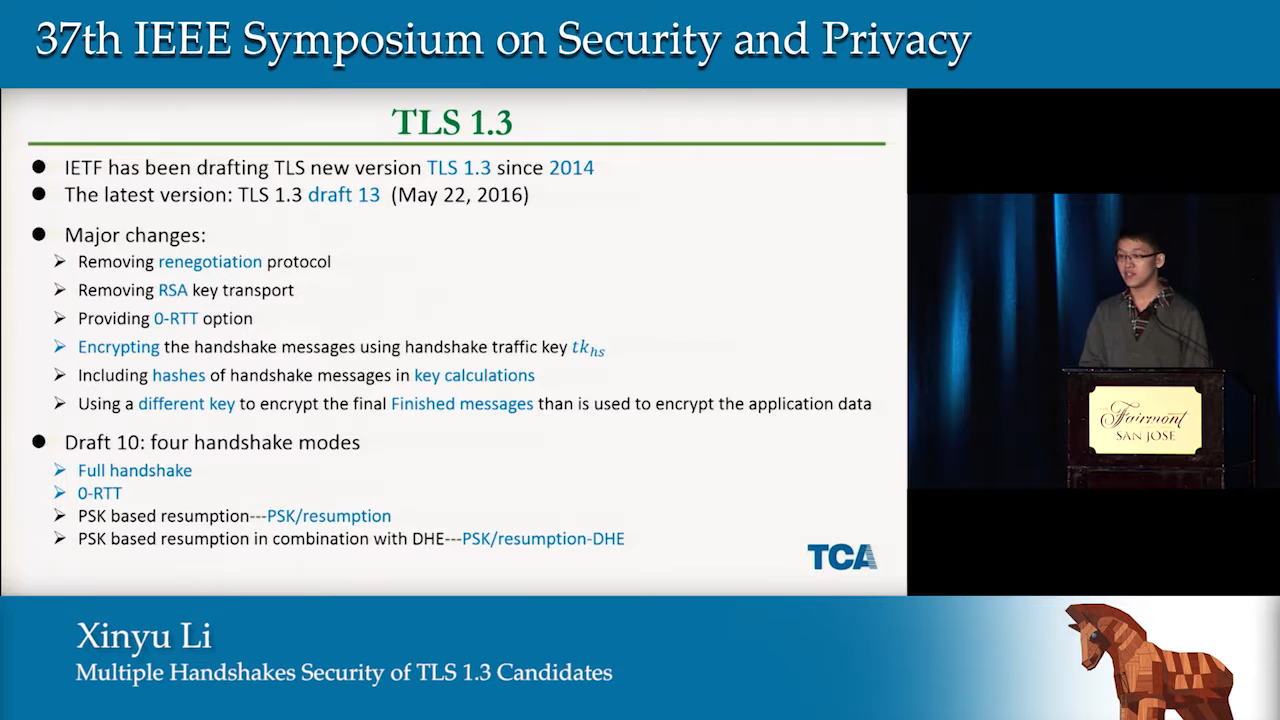 37th IEEE Symposium on Security and Privacy
TLS 1.3
● IETF has been drafting TLS new version TLS 1.3 since 2014
● The latest version: TLS 1.3 draft 13 (May 22, 2016)
● Major changes:
➢ Removing renegotiation protocol
➢ Removing RSA key transport
➢ Providing 0-RTT option
➢ Encrypting the handshake messages using handshake traffic key tk_hs
➢ Including hashes of handshake messages in key calculations
➢ Using a different key to encrypt the final Finished messages than is used to encrypt the application data
● Draft 10: four handshake modes
➢ Full handshake
➢ 0-RTT
➢ PSK based resumption---PSK/resumption
➢ PSK based resumption in combination with DHE---PSK/resumption-DHE
TCA
Fairmont
SAN JOSE
Xinyu Li
Multiple Handshakes Security of TLS 1.3 Candidates